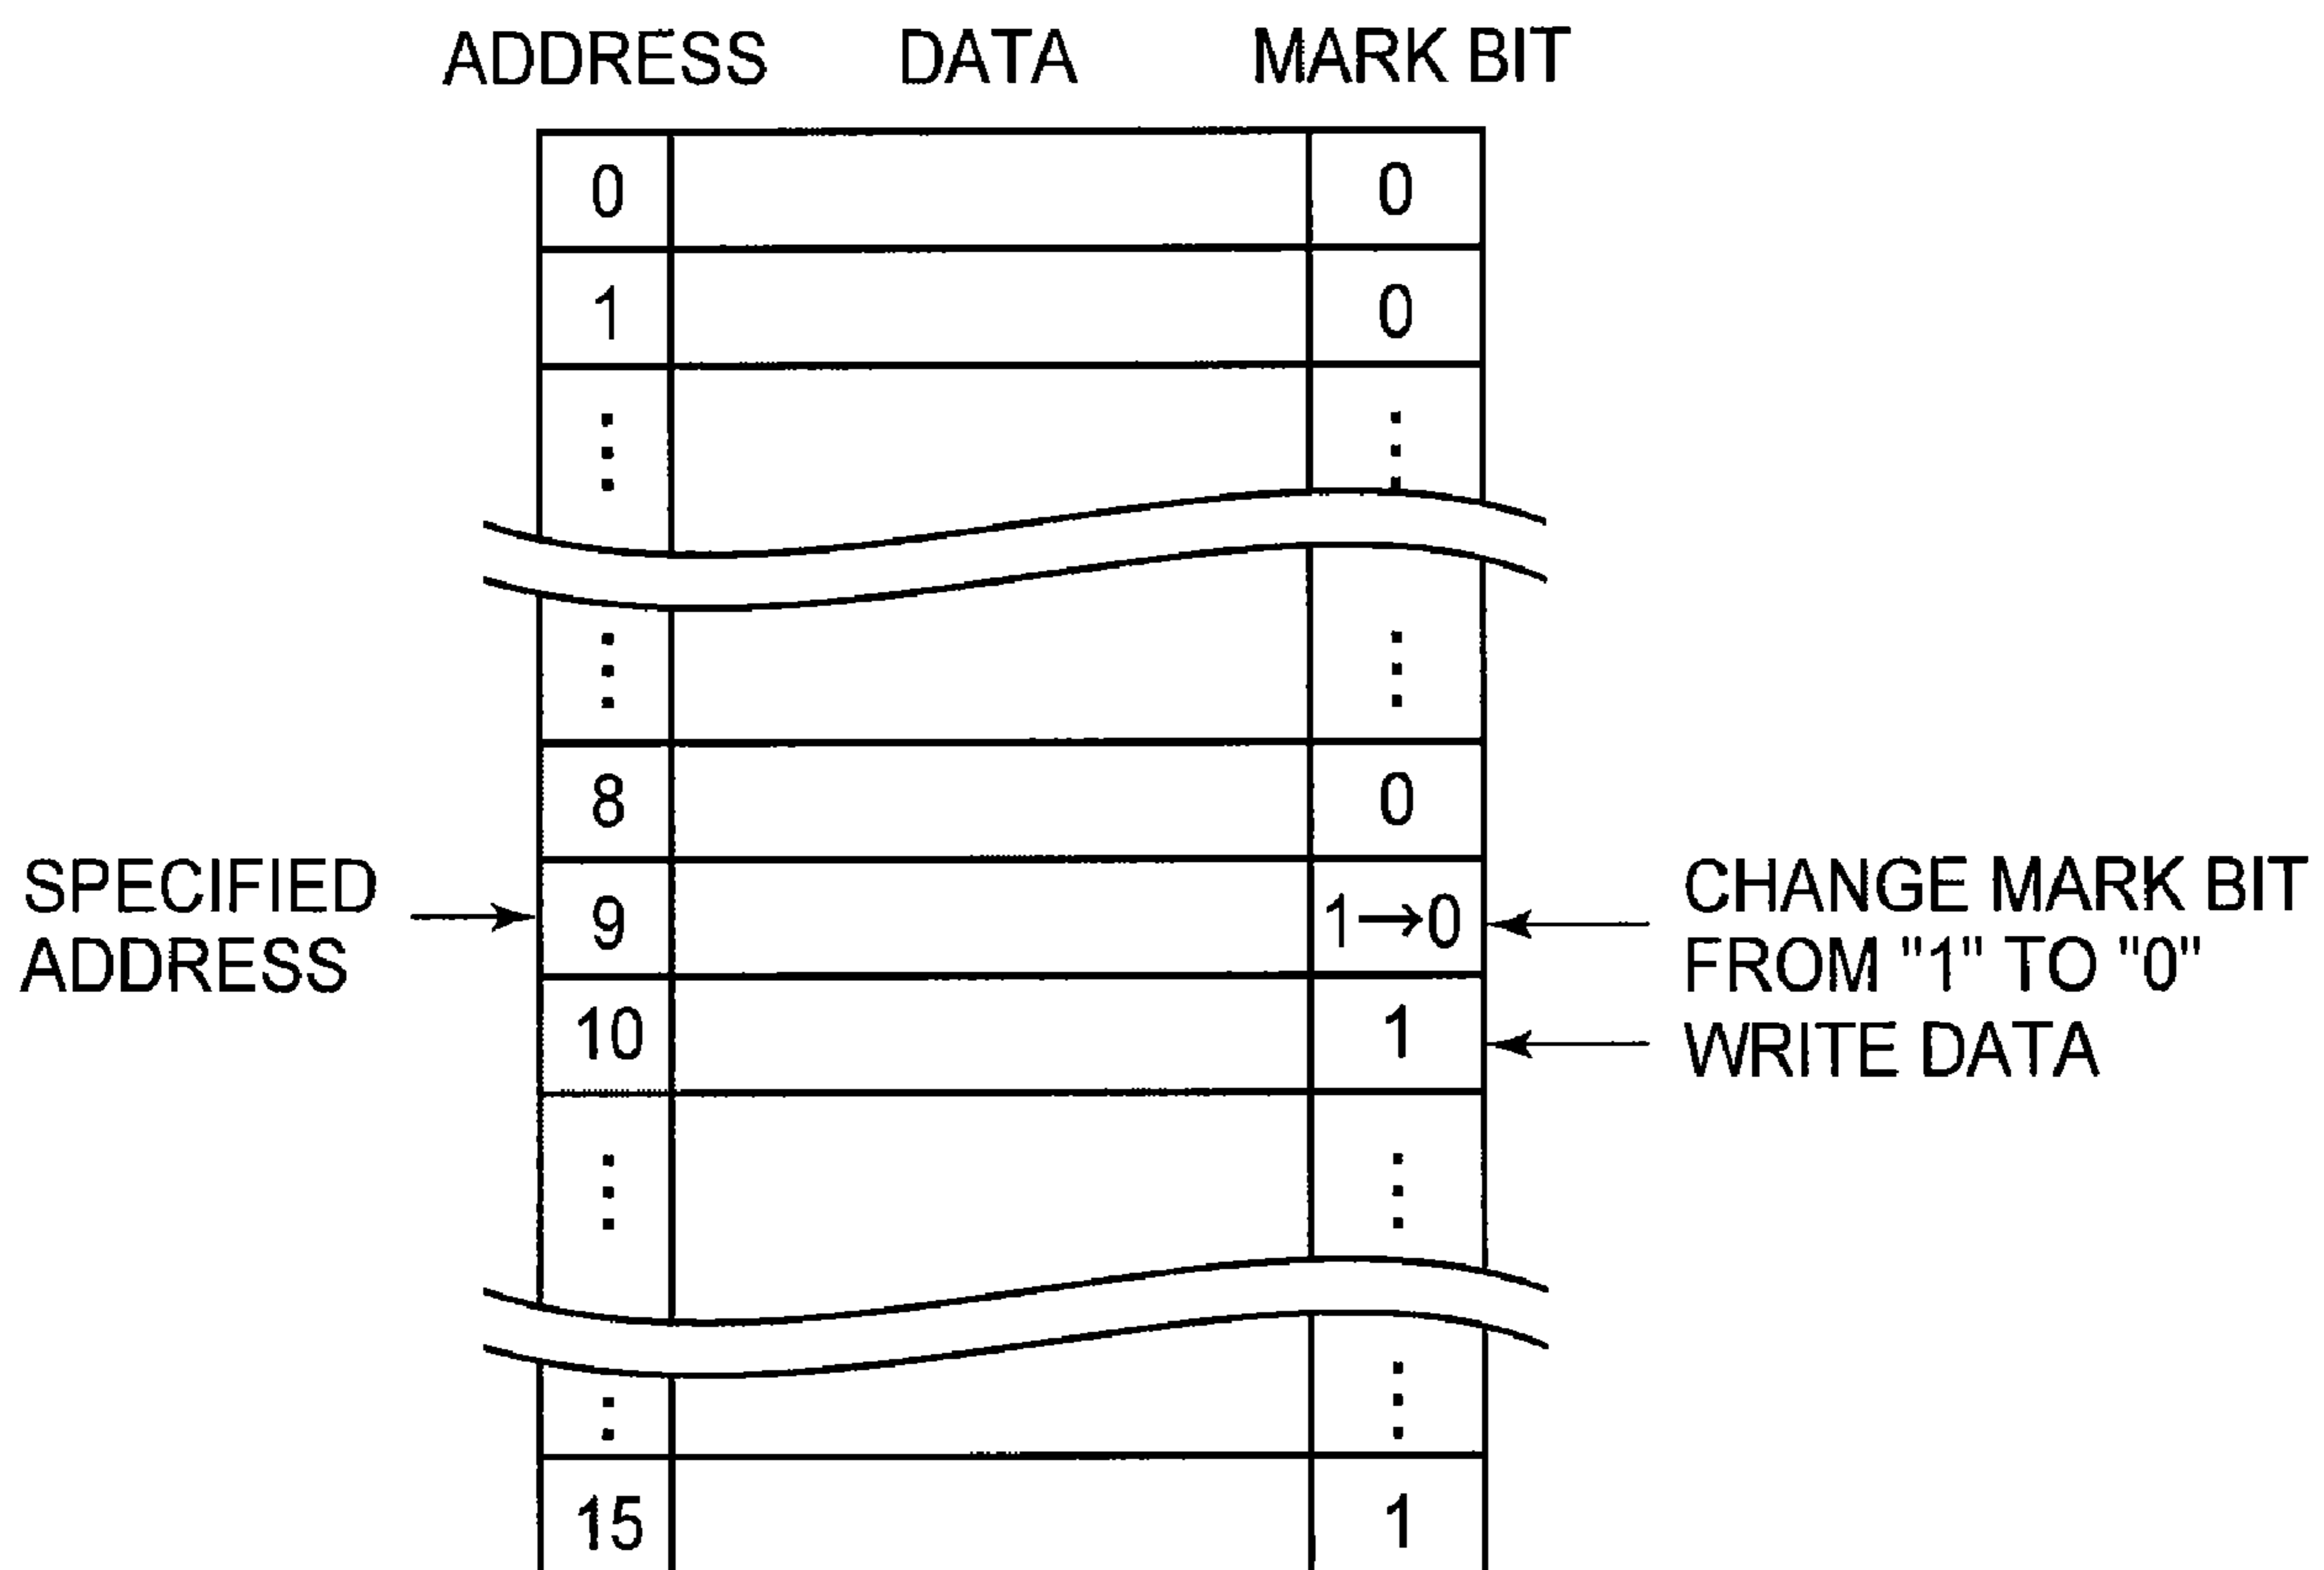 ADDRESS DATA MARK BIT
0 0
1 0
⋮ ⋮
⋮ ⋮
8 0
SPECIFIED ADDRESS
9 1→0
CHANGE MARK BIT
FROM "1" TO "0"
10 1
WRITE DATA
⋮ ⋮
⋮ ⋮
15 1